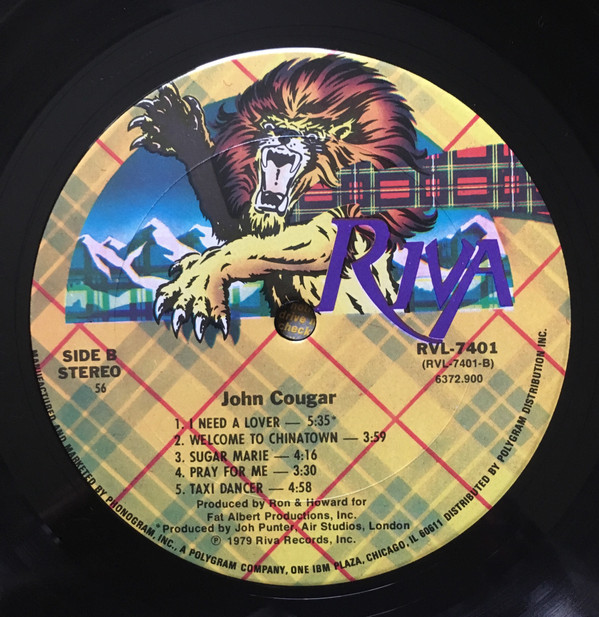 RIVA
SIDE B
STEREO
56
RVL-7401
(RVL-7401-B)
6372.900
drive
check
John Cougar
1. I NEED A LOVER — 5:35*
2. WELCOME TO CHINATOWN — 3:59
3. SUGAR MARIE — 4:16
4. PRAY FOR ME — 3:30
5. TAXI DANCER — 4:58
Produced by Ron & Howard for
Fat Albert Productions, Inc.
*Produced by Joh Punter, Air Studios, London
℗ 1979 Riva Records, Inc.
MANUFACTURED AND MARKETED BY PHONOGRAM, INC., A POLYGRAM COMPANY, ONE IBM PLAZA, CHICAGO, IL 60611 DISTRIBUTED BY POLYGRAM DISTRIBUTION INC.